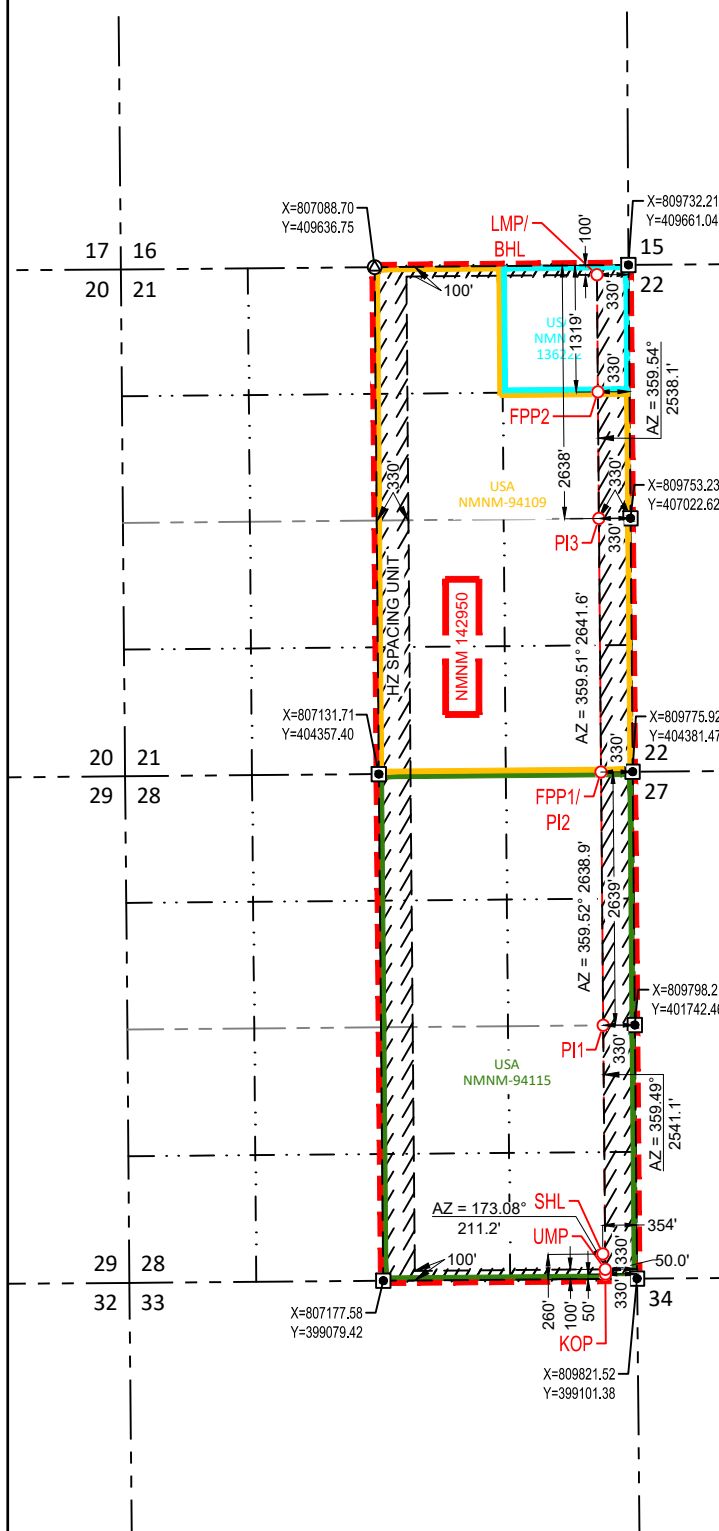 X=809732.21
Y=409661.04
X=807088.70
Y=409636.75
LMP/
BHL
100'
17 16
20 21
15
22
100'
330'
USA
1319'
330'
FPP2
AZ = 359.54°
2538.1'
2638'
USA
NMNM-94109
330'
330'
X=809753.23
Y=407022.62
330'
PI3
HZ SPACING UNIT
NMNM 142950
AZ = 359.51° 2641.6'
X=807131.71
Y=404357.40
X=809775.92
Y=404381.47
330'
20 21
29 28
22
27
FPP1/
PI2
AZ = 359.52° 2638.9'
2639'
X=809798.2
Y=401742.46
PI1
330'
USA
NMNM-94115
AZ = 359.49°
2541.1'
SHL
AZ = 173.08°
211.2'
354'
UMP
330'
50.0'
29 28
32 33
100'
260'
100'
50'
330'
34
KOP
X=807177.58
Y=399079.42
X=809821.52
Y=399101.38